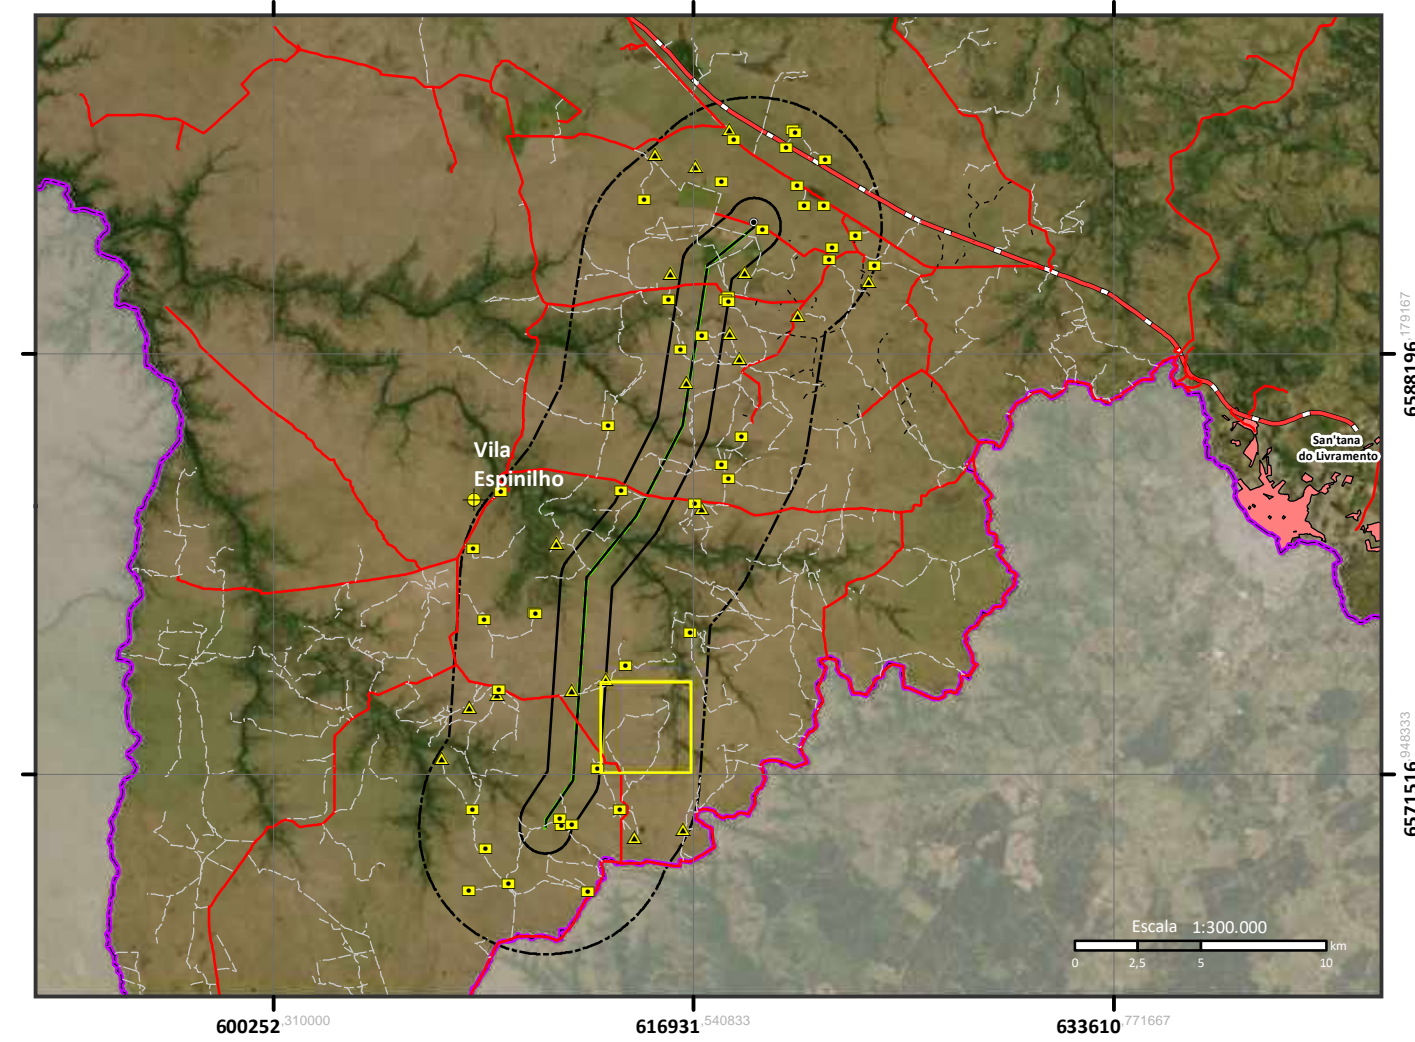 Vila
Espinilho
San'tana
do Livramento
6588196,179167
6571516,948333
Escala 1:300.000
km
0 2,5 5 10
600252,310000 616931,540833 633610,771667